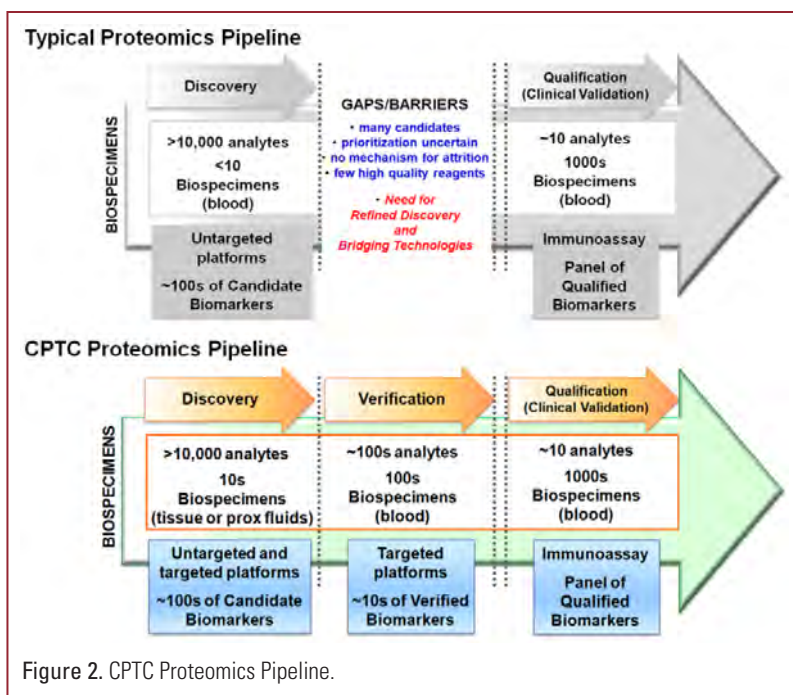 Typical Proteomics Pipeline
BIOSPECIMENS
Discovery
>10,000 analytes
<10
Biospecimens
(blood)
Untargeted
platforms
~100s of Candidate
Biomarkers
GAPS/BARRIERS
• many candidates
• prioritization uncertain
• no mechanism for attrition
• few high quality reagents
• Need for
Refined Discovery
and
Bridging Technologies
Qualification
(Clinical Validation)
~10 analytes
1000s
Biospecimens
(blood)
Immunoassay
Panel of
Qualified
Biomarkers
CPTC Proteomics Pipeline
BIOSPECIMENS
Discovery
>10,000 analytes
10s
Biospecimens
(tissue or prox fluids)
Untargeted and
targeted platforms
~100s of Candidate
Biomarkers
Verification
~100s analytes
100s
Biospecimens
(blood)
Targeted
platforms
~10s of Verified
Biomarkers
Qualification
(Clinical Validation)
~10 analytes
1000s
Biospecimens
(blood)
Immunoassay
Panel of
Qualified
Biomarkers
Figure 2. CPTC Proteomics Pipeline.